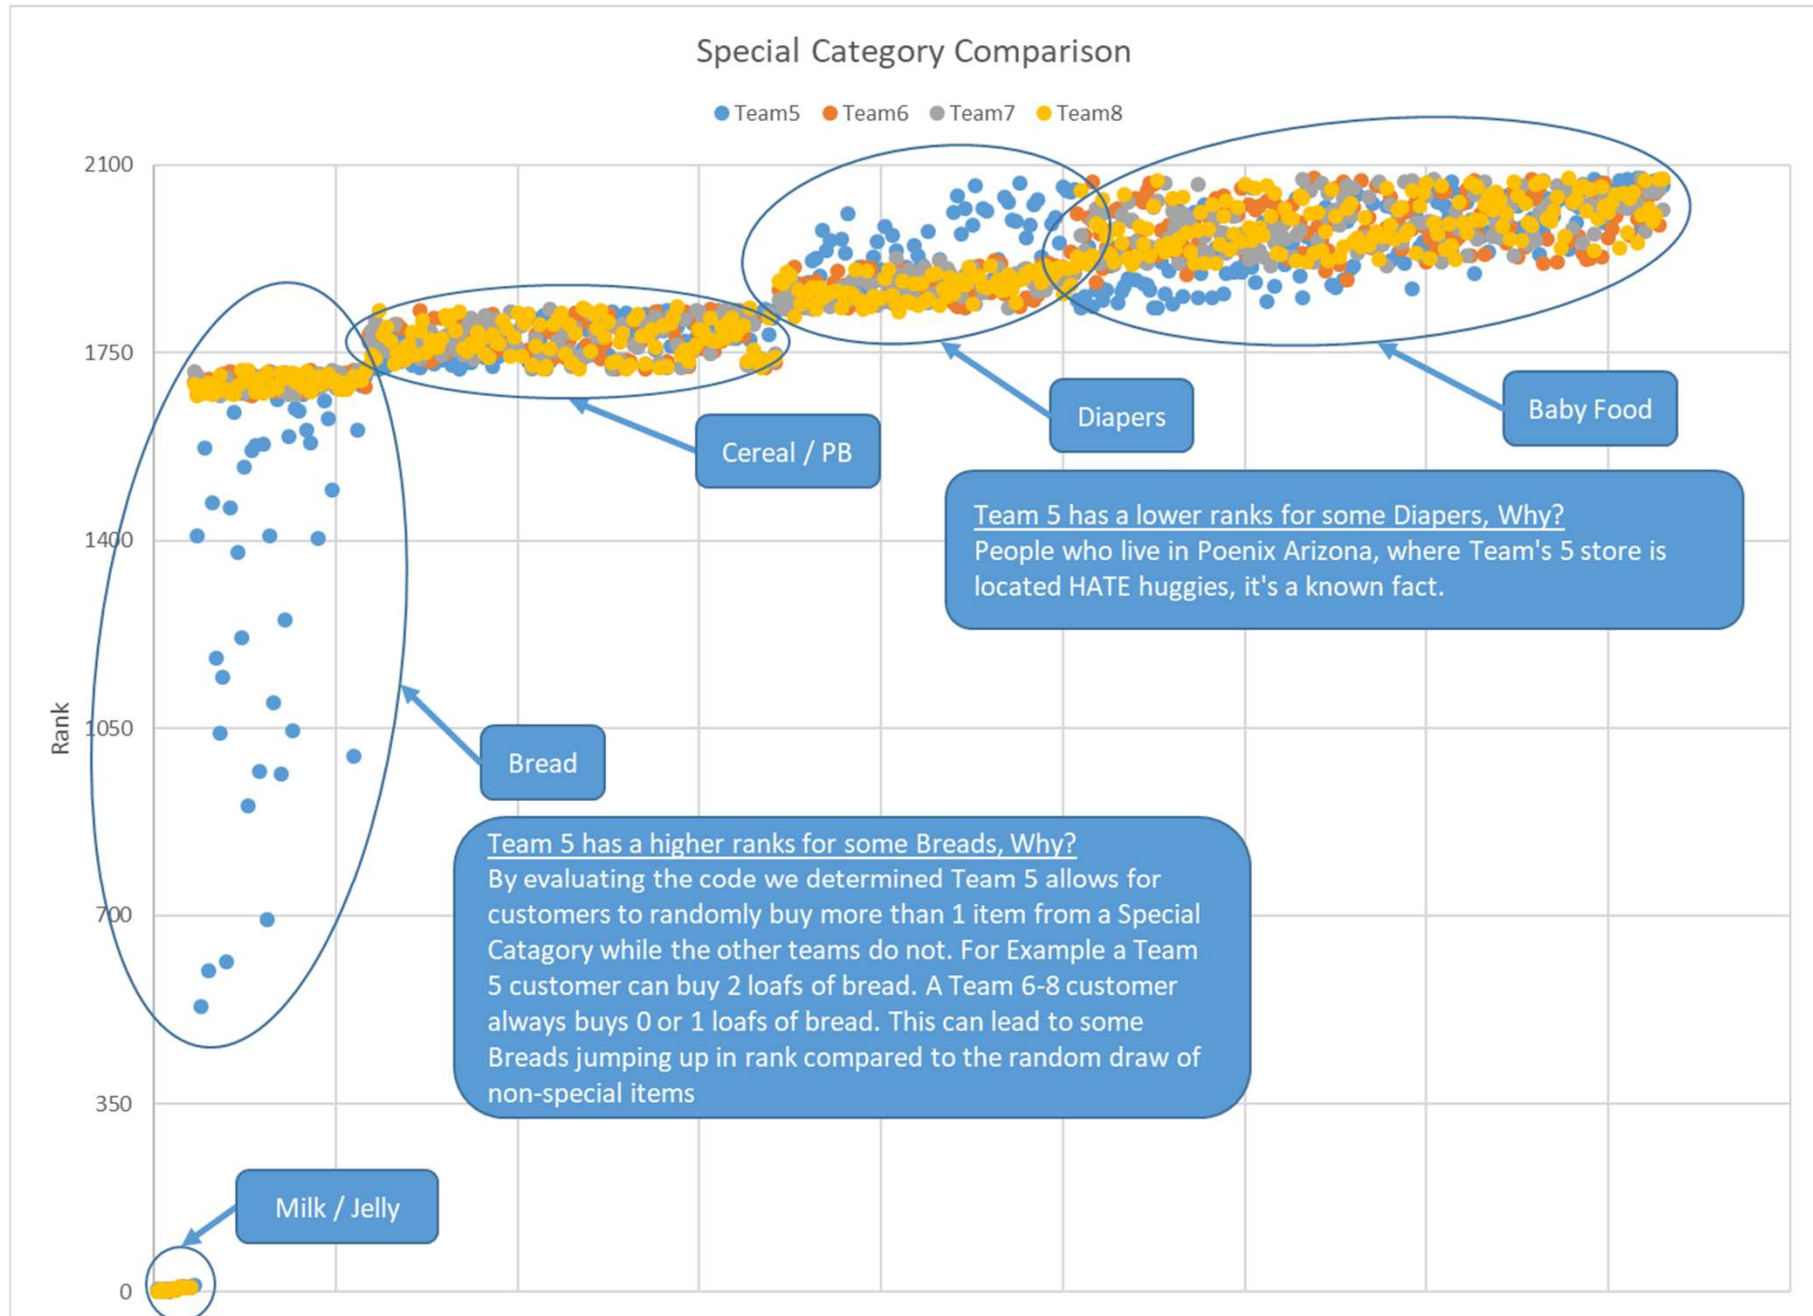 Special Category Comparison
Team5 Team6 Team7 Team8
2100
1750
1400
1050
700
350
0
Rank
Cereal / PB
Diapers
Baby Food
Team 5 has a lower ranks for some Diapers, Why?
People who live in Poenix Arizona, where Team's 5 store is
located HATE huggies, it's a known fact.
Bread
Team 5 has a higher ranks for some Breads, Why?
By evaluating the code we determined Team 5 allows for
customers to randomly buy more than 1 item from a Special
Catagory while the other teams do not. For Example a Team
5 customer can buy 2 loafs of bread. A Team 6-8 customer
always buys 0 or 1 loafs of bread. This can lead to some
Breads jumping up in rank compared to the random draw of
non-special items
Milk / Jelly